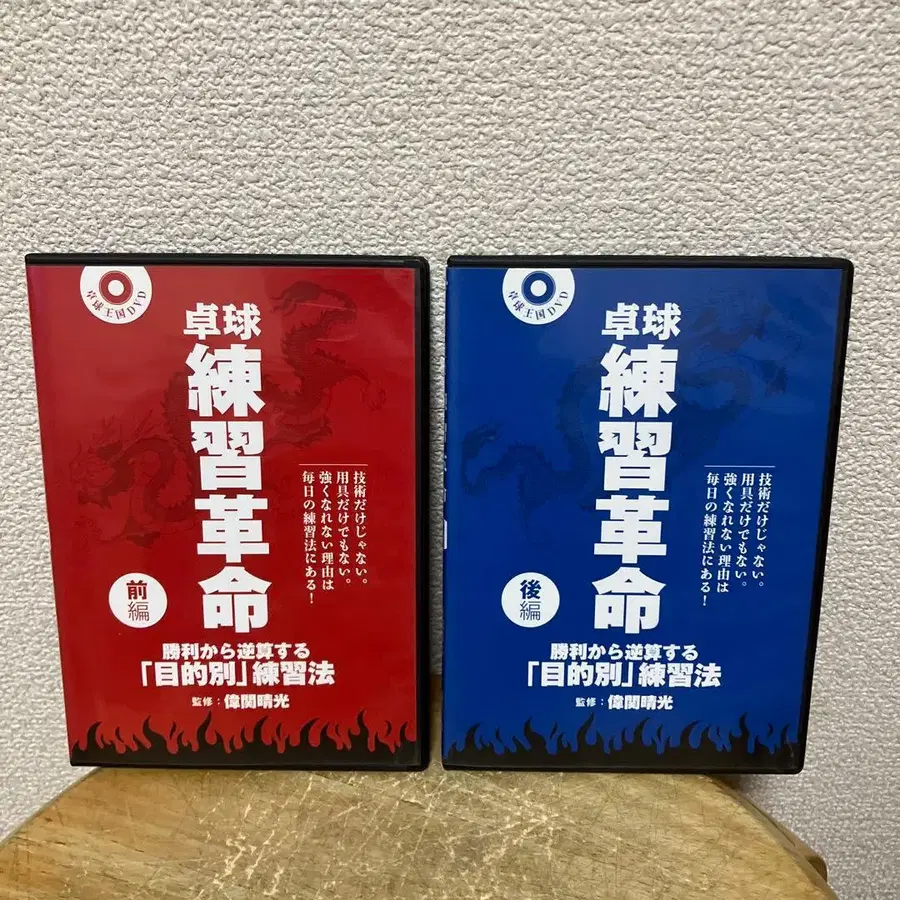 卓球王国DVD
卓球
練習革命
技術だけじゃない。
用具だけでもない。
強くなれない理由は
毎日の練習法にある！
前編
勝利から逆算する
「目的別」練習法
監修：偉関晴光
卓球王国DVD
卓球
練習革命
技術だけじゃない。
用具だけでもない。
強くなれない理由は
毎日の練習法にある！
後編
勝利から逆算する
「目的別」練習法
監修：偉関晴光